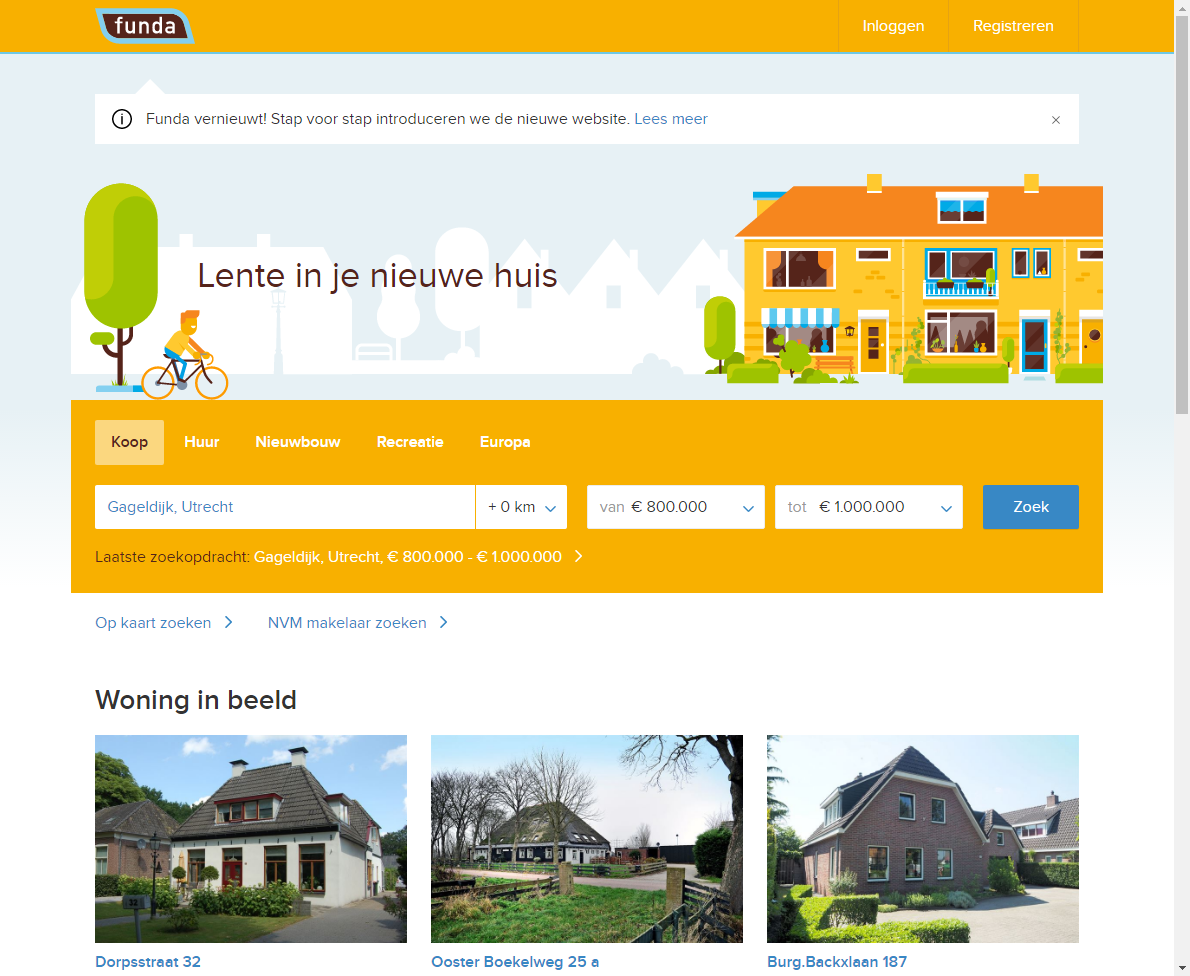 funda
Inloggen
Registreren
Funda vernieuwt! Stap voor stap introduceren we de nieuwe website. Lees meer
Lente in je nieuwe huis
Koop
Huur
Nieuwbouw
Recreatie
Europa
Gageldijk, Utrecht
+ 0 km
van € 800.000
tot € 1.000.000
Zoek
Laatste zoekopdracht: Gageldijk, Utrecht, € 800.000 - € 1.000.000
Op kaart zoeken
NVM makelaar zoeken
Woning in beeld
32
Dorpsstraat 32
Ooster Boekelweg 25 a
Burg.Backxlaan 187